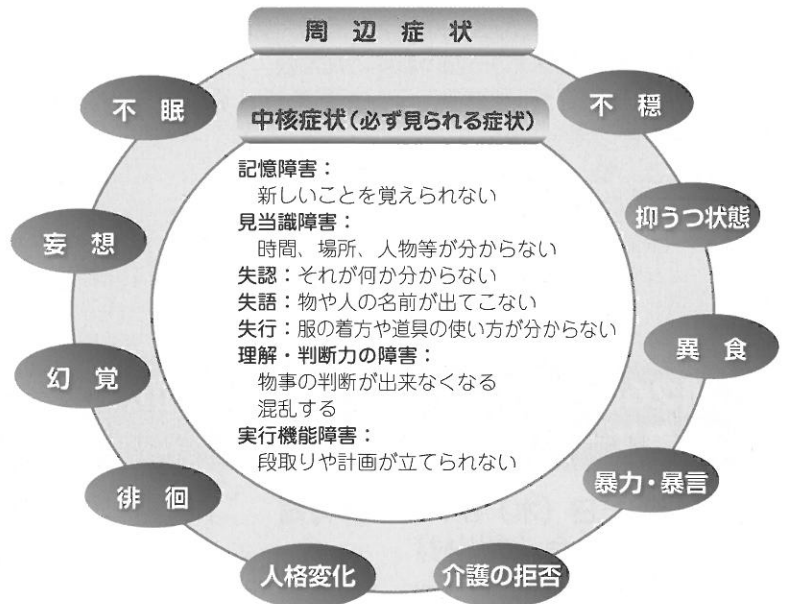 周辺症状
不眠
不穏
中核症状(必ず見られる症状)
記憶障害：
新しいことを覚えられない
見当識障害：
時間、場所、人物等が分からない
失認：それが何か分からない
失語：物や人の名前が出てこない
失行：服の着方や道具の使い方が分からない
理解・判断力の障害：
物事の判断が出来なくなる
混乱する
実行機能障害：
段取りや計画が立てられない
妄想
抑うつ状態
幻覚
異食
徘徊
暴力・暴言
人格変化
介護の拒否